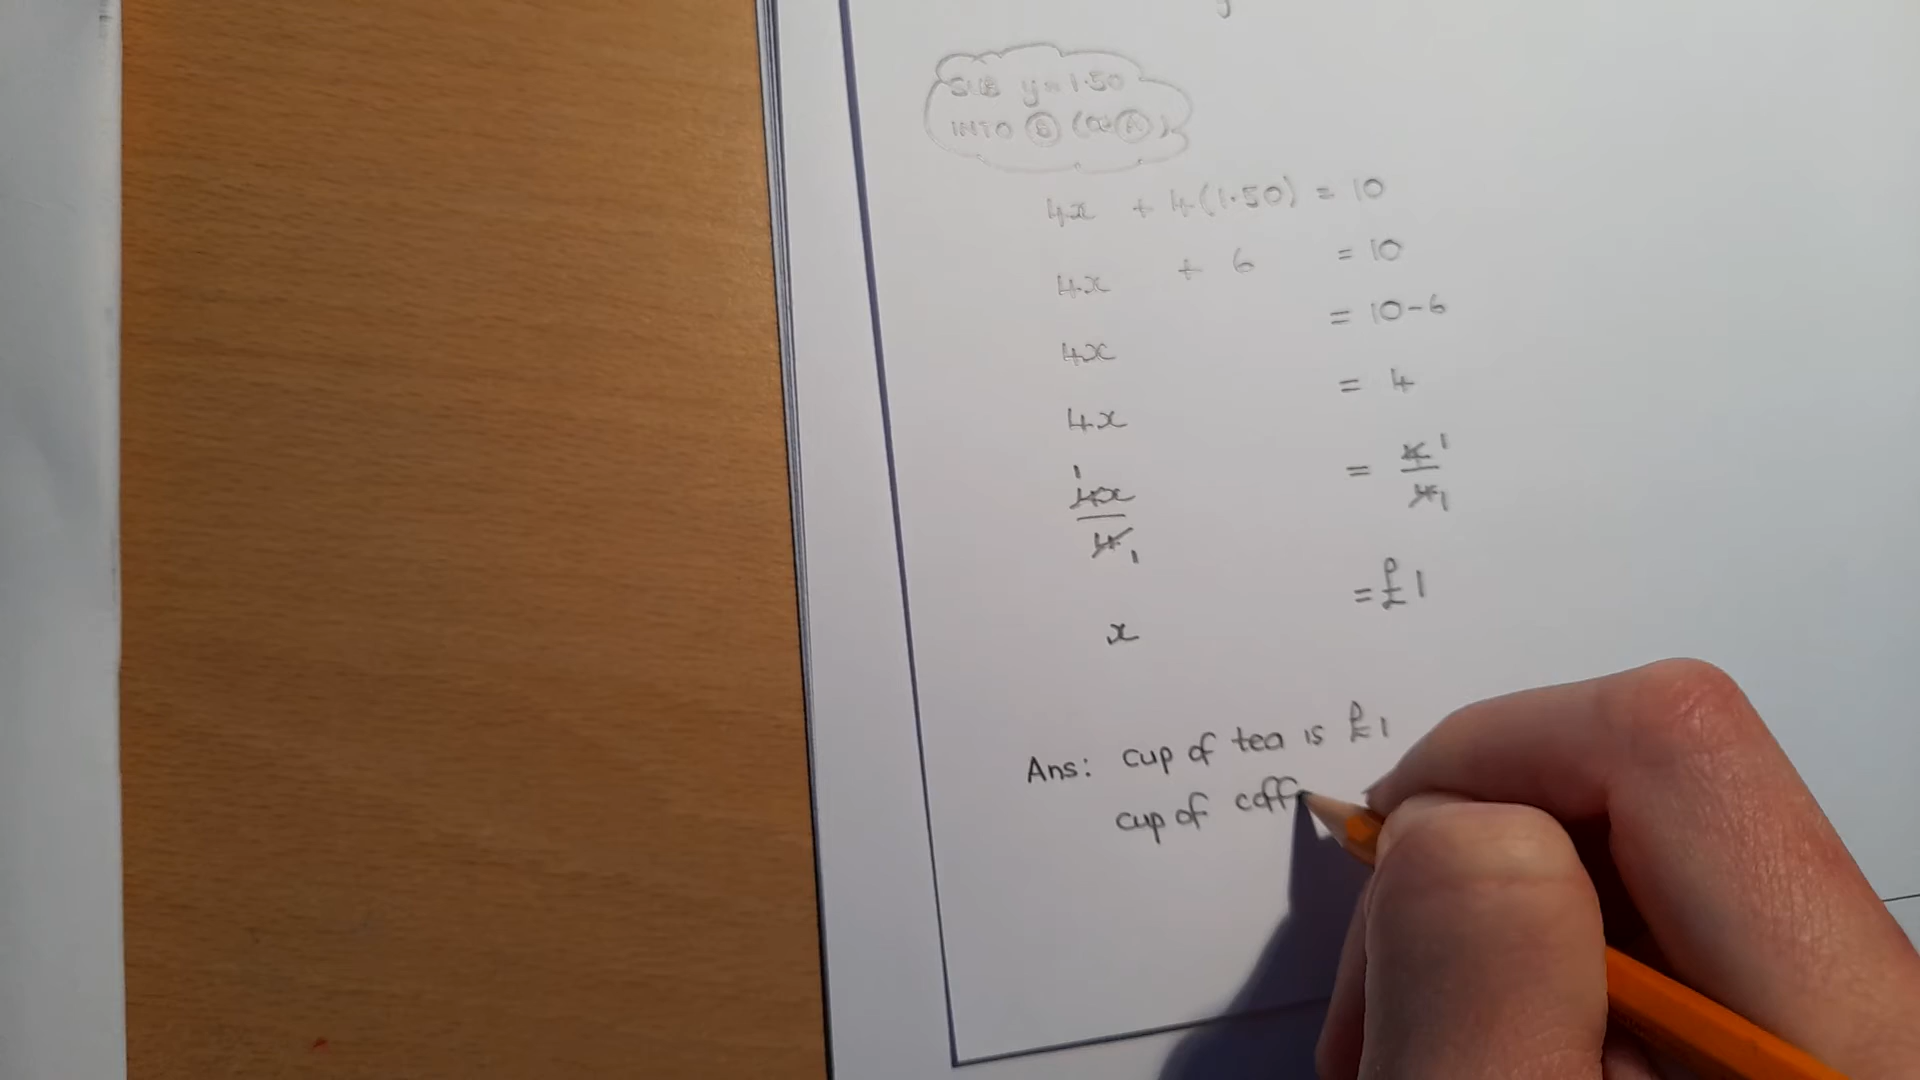 SUB y = 1.50
INTO B (OR A)
4x + 4(1.50) = 10
4x + 6 = 10
4x = 10-6
4x = 4
4x/4 = 4/4
x = £1
Ans: cup of tea is £1
cup of coff